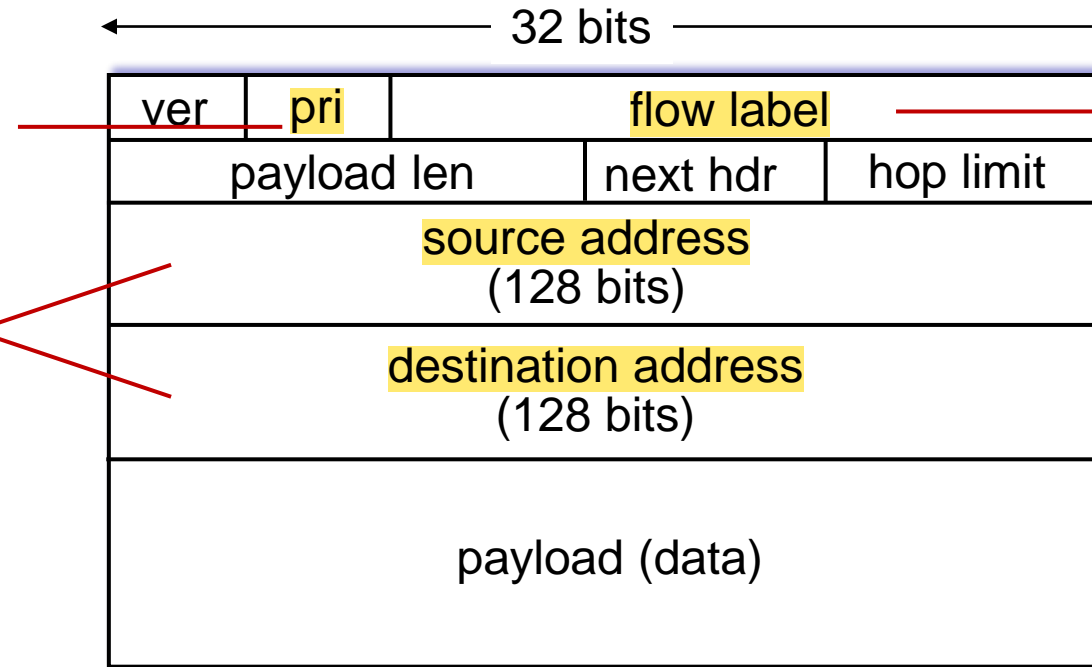 32 bits
ver pri flow label
payload len next hdr hop limit
source address
(128 bits)
destination address
(128 bits)
payload (data)